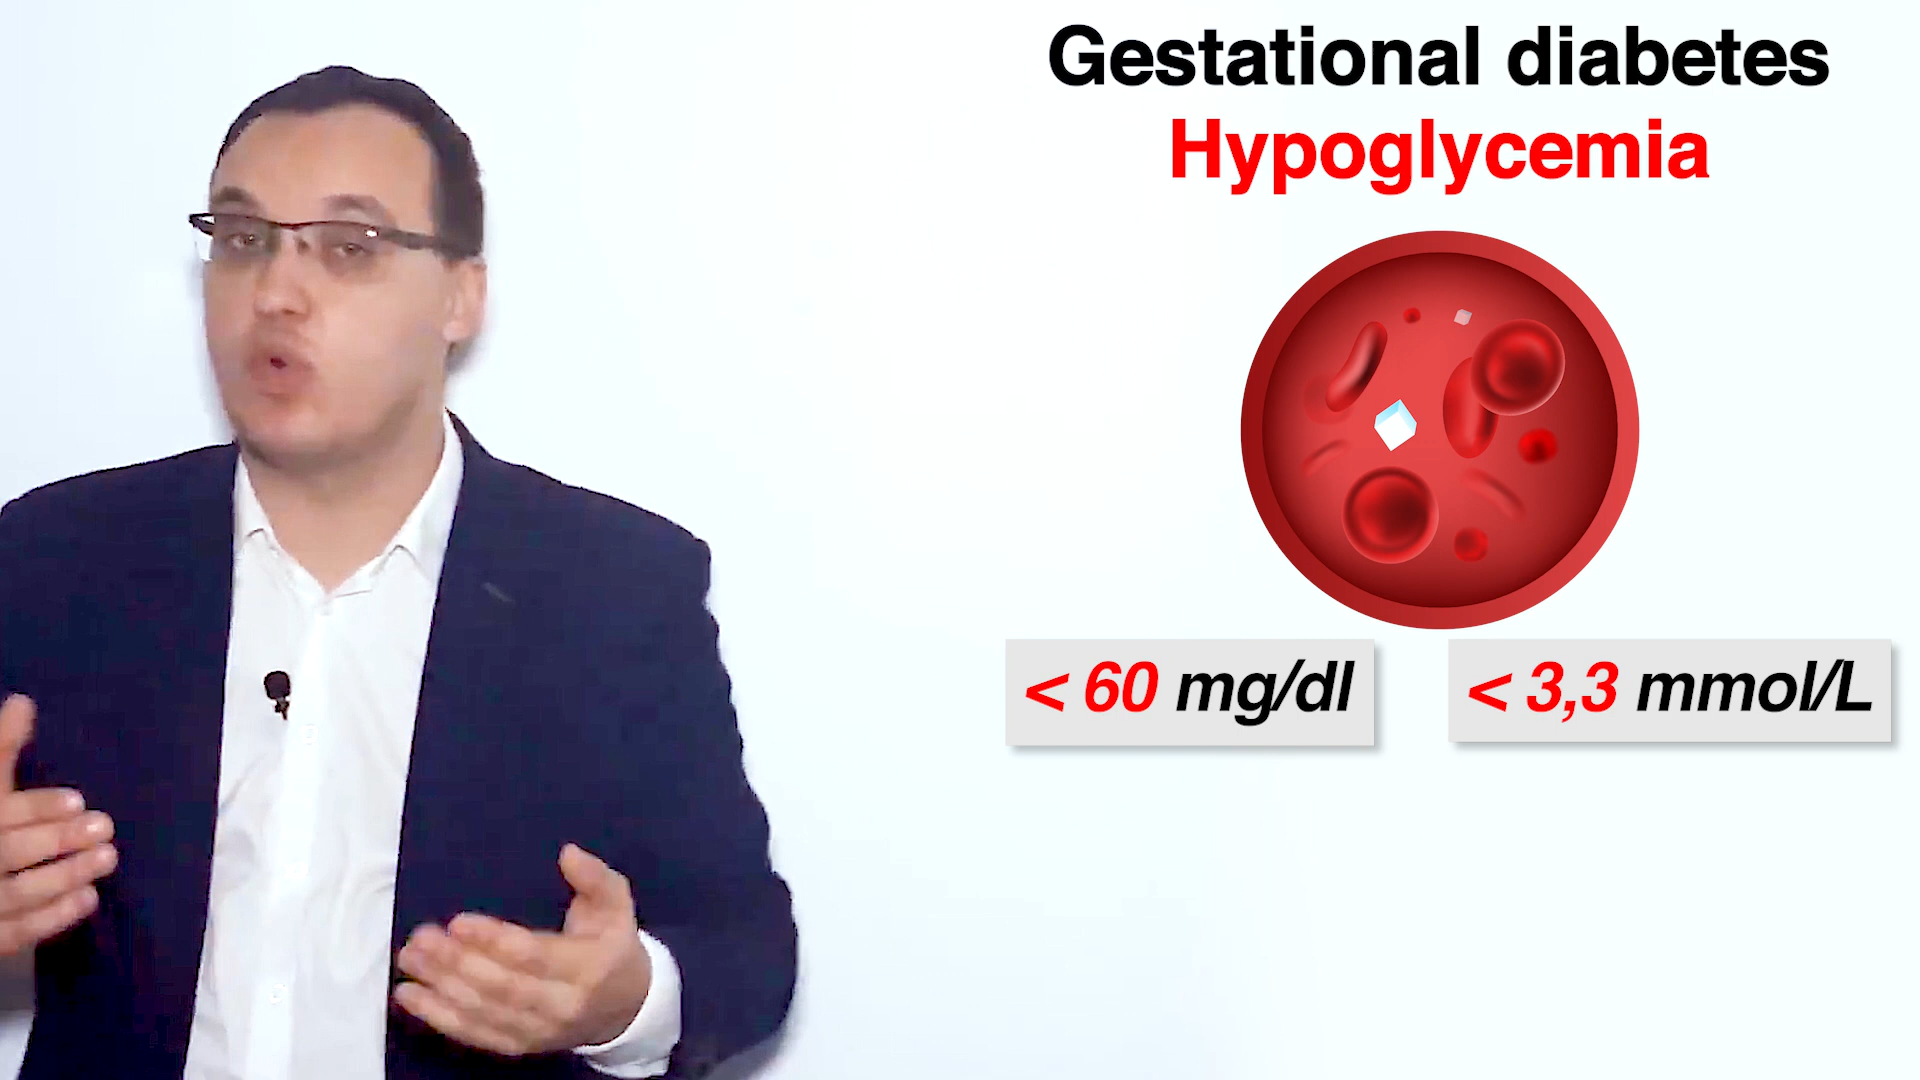 Gestational diabetes
Hypoglycemia
< 60 mg/dl
< 3,3 mmol/L